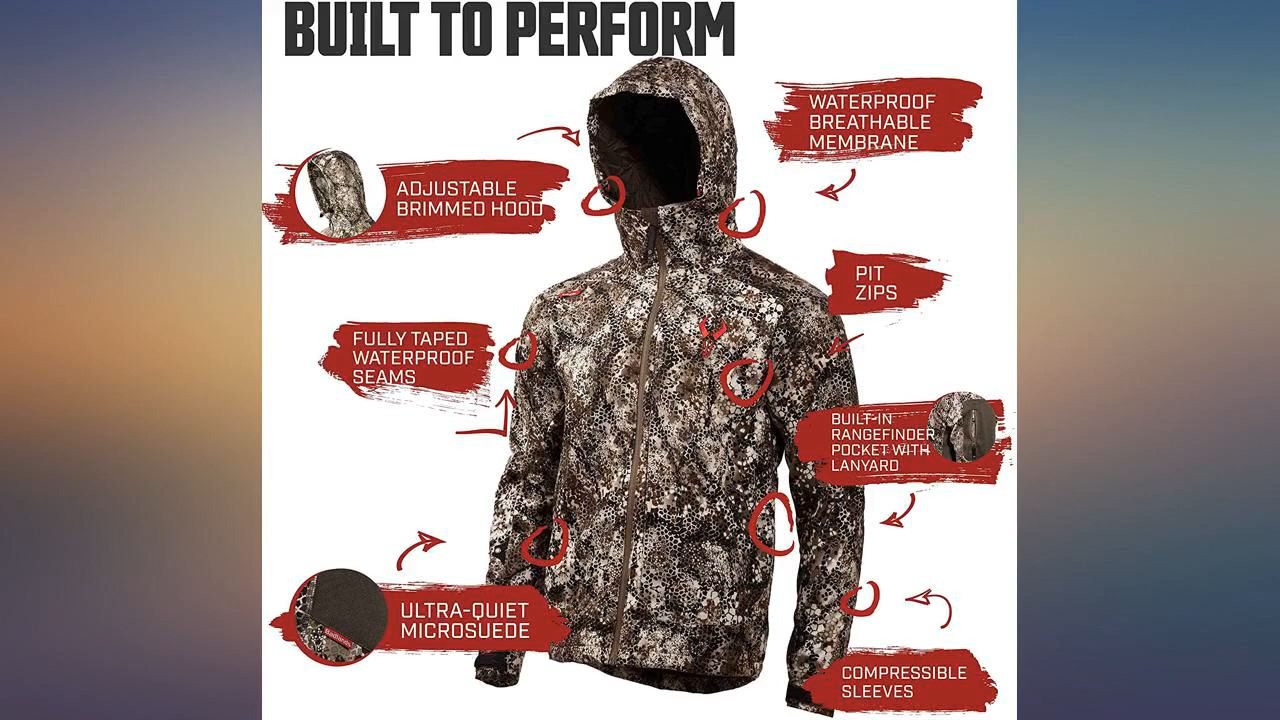 BUILT TO PERFORM
WATERPROOF
BREATHABLE
MEMBRANE
ADJUSTABLE
BRIMMED HOOD
PIT
ZIPS
FULLY TAPED
WATERPROOF
SEAMS
BUILT-IN
RANGEFINDER
POCKET WITH
LANYARD
ULTRA-QUIET
MICROSUEDE
Badlands
COMPRESSIBLE
SLEEVES